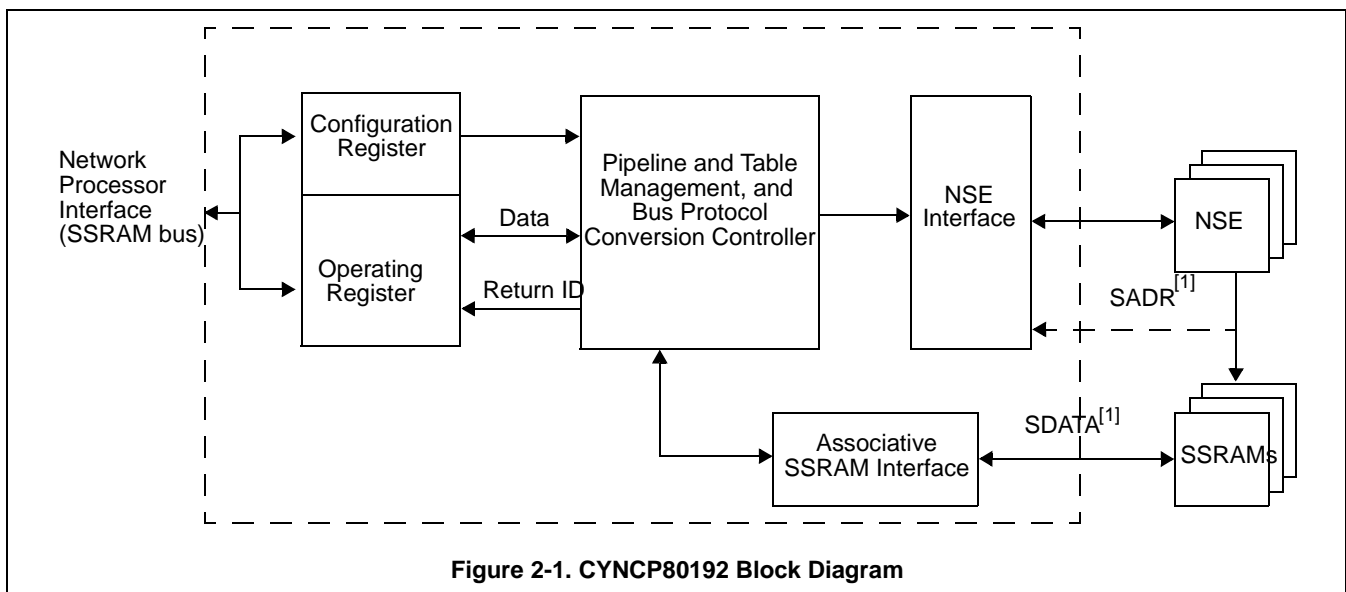 Network
Processor
Interface
(SSRAM bus)
Configuration
Register
Operating
Register
Data
Return ID
Pipeline and Table
Management, and
Bus Protocol
Conversion Controller
NSE
Interface
NSE
SADR[1]
Associative
SSRAM Interface
SDATA[1]
SSRAMs
Figure 2-1. CYNCP80192 Block Diagram